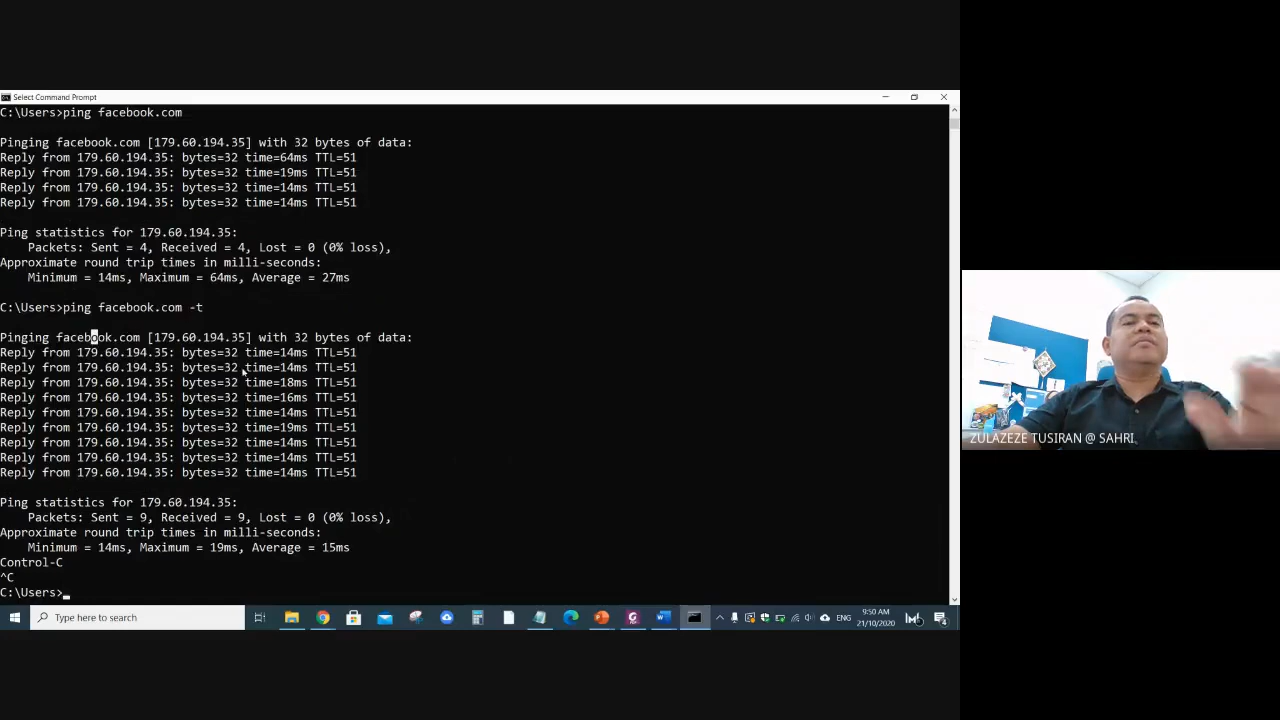 Select Command Prompt
C:\Users>ping facebook.com
Pinging facebook.com [179.60.194.35] with 32 bytes of data:
Reply from 179.60.194.35: bytes=32 time=64ms TTL=51
Reply from 179.60.194.35: bytes=32 time=19ms TTL=51
Reply from 179.60.194.35: bytes=32 time=14ms TTL=51
Reply from 179.60.194.35: bytes=32 time=14ms TTL=51
Ping statistics for 179.60.194.35:
Packets: Sent = 4, Received = 4, Lost = 0 (0% loss),
Approximate round trip times in milli-seconds:
Minimum = 14ms, Maximum = 64ms, Average = 27ms
C:\Users>ping facebook.com -t
Pinging facebook.com [179.60.194.35] with 32 bytes of data:
Reply from 179.60.194.35: bytes=32 time=14ms TTL=51
Reply from 179.60.194.35: bytes=32 time=14ms TTL=51
Reply from 179.60.194.35: bytes=32 time=18ms TTL=51
Reply from 179.60.194.35: bytes=32 time=16ms TTL=51
Reply from 179.60.194.35: bytes=32 time=14ms TTL=51
Reply from 179.60.194.35: bytes=32 time=19ms TTL=51
Reply from 179.60.194.35: bytes=32 time=14ms TTL=51
Reply from 179.60.194.35: bytes=32 time=14ms TTL=51
Reply from 179.60.194.35: bytes=32 time=14ms TTL=51
Ping statistics for 179.60.194.35:
Packets: Sent = 9, Received = 9, Lost = 0 (0% loss),
Approximate round trip times in milli-seconds:
Minimum = 14ms, Maximum = 19ms, Average = 15ms
Control-C
^C
C:\Users>
ZULAZEZE TUSIRAN @ SAHRI
Type here to search
ENG
9:50 AM
21/10/2020